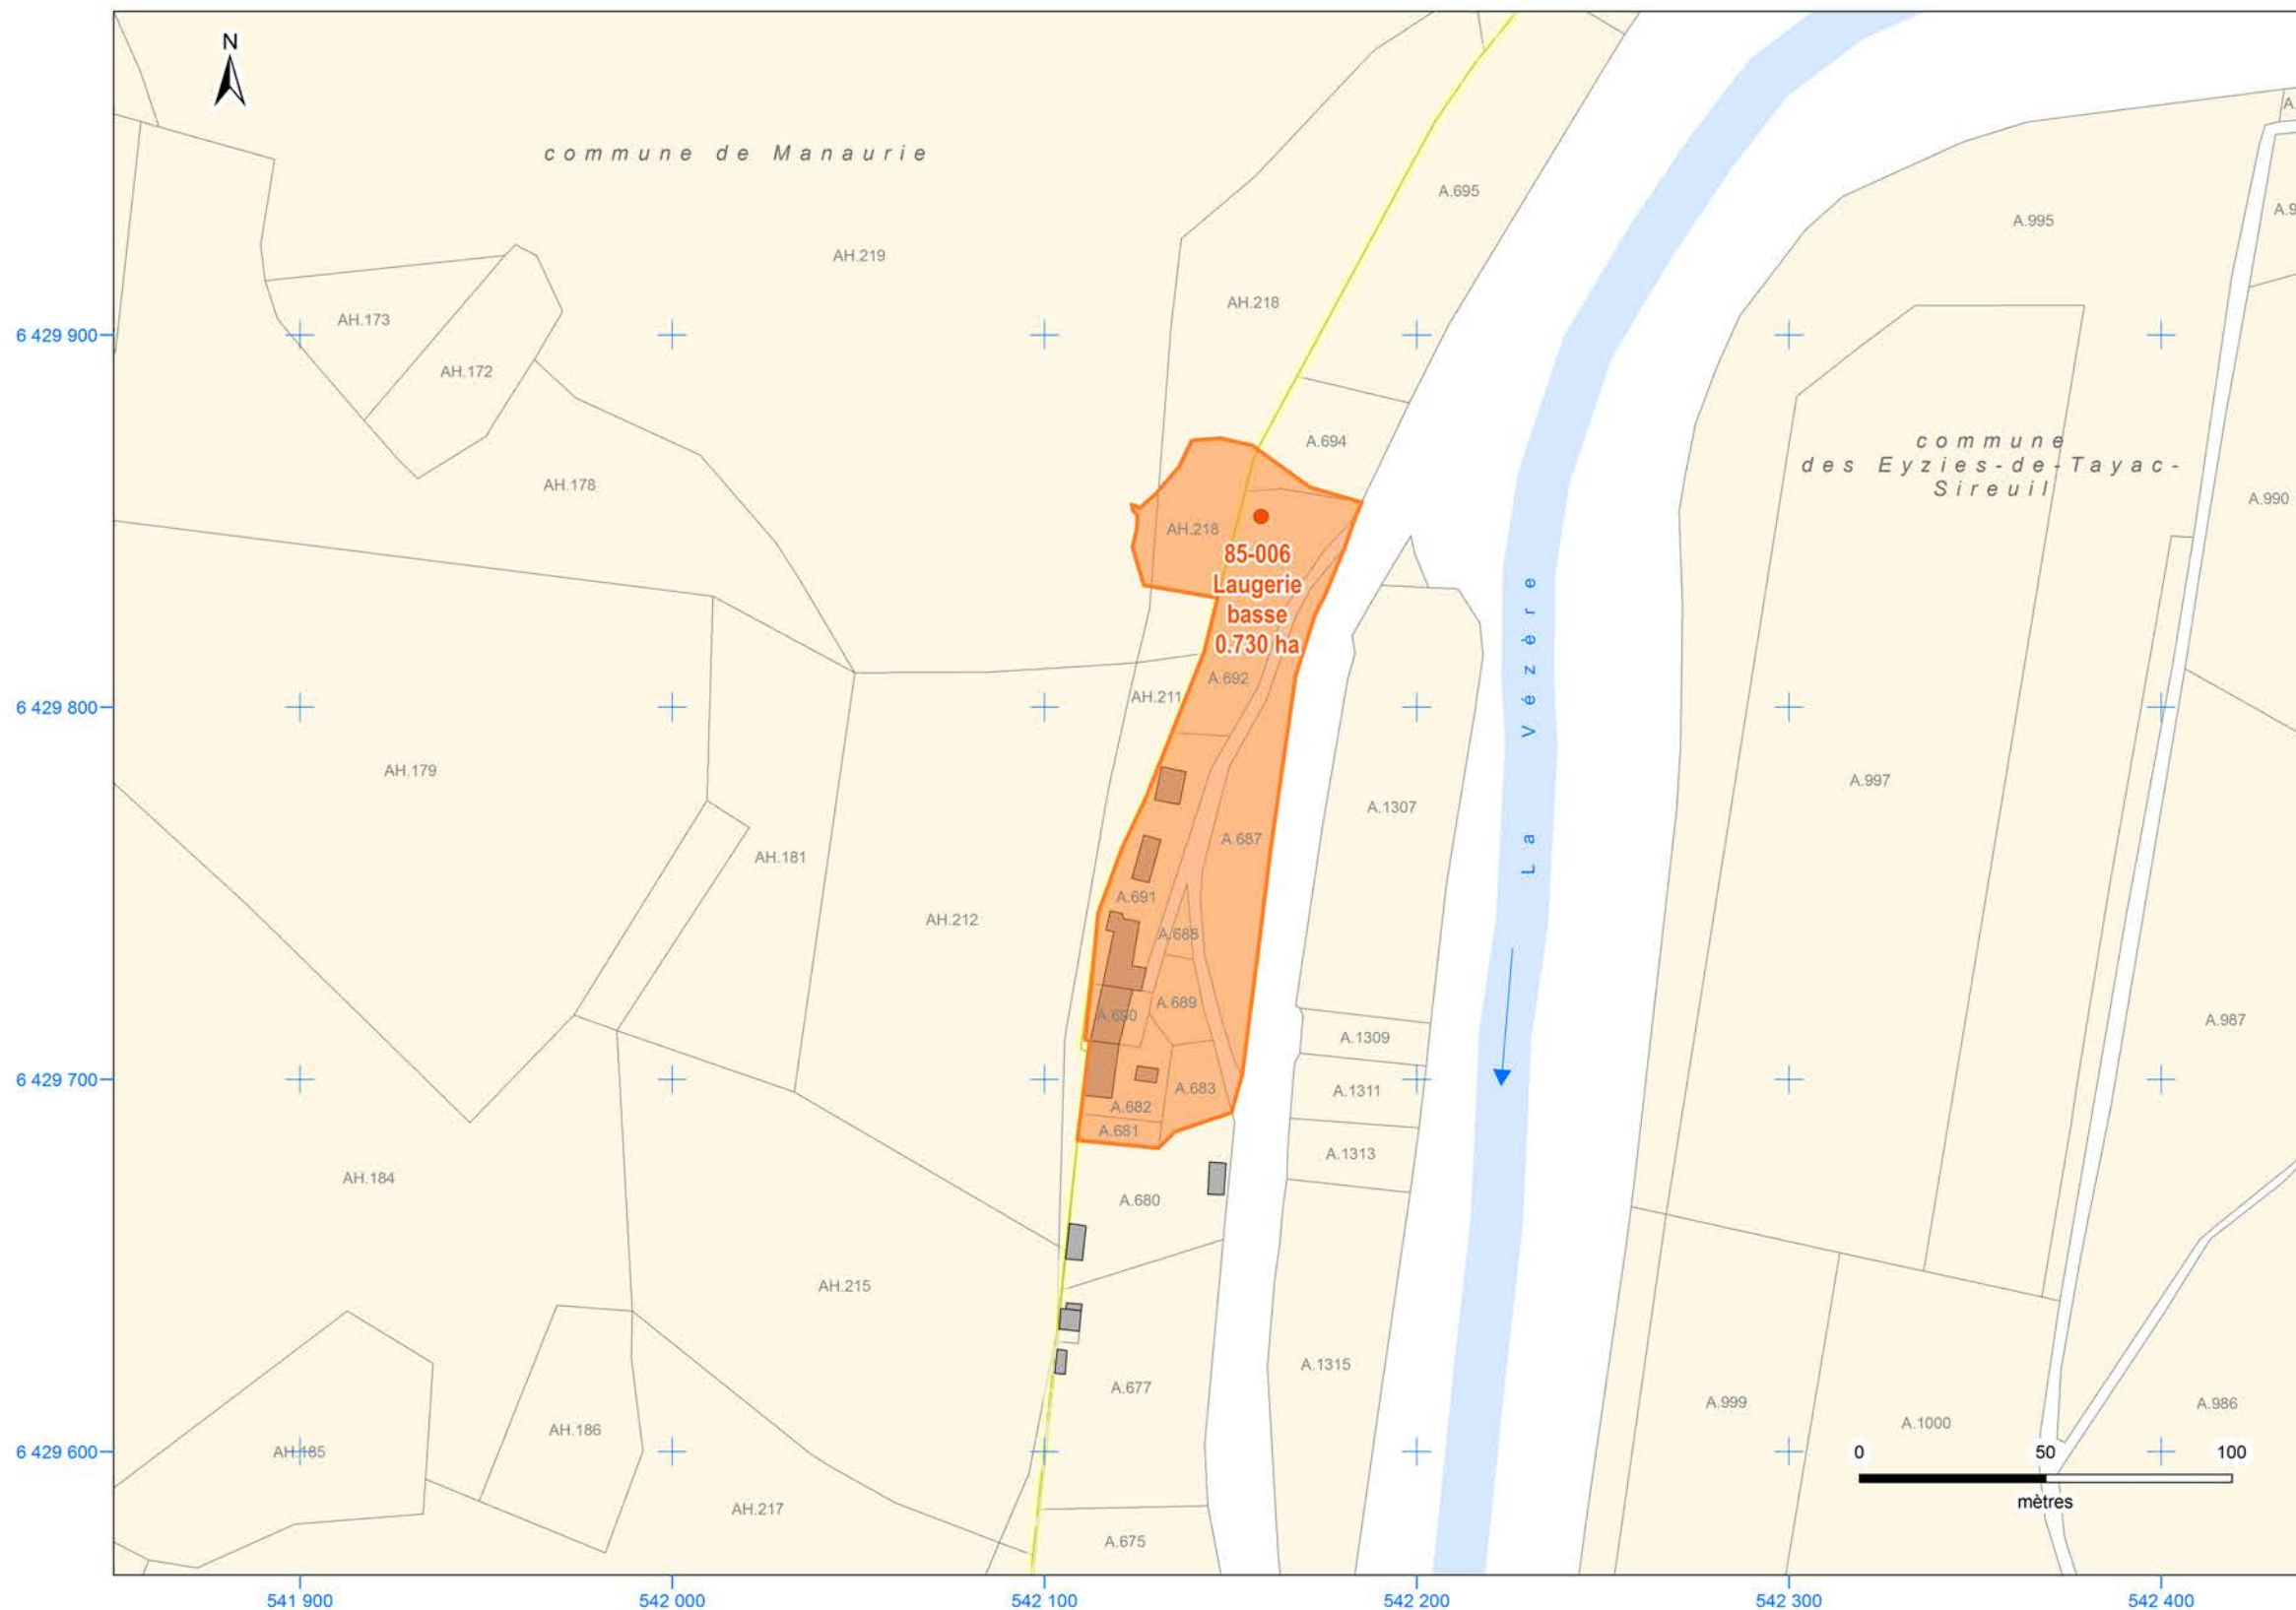 N
commune de Manaurie
A.
A.695
A.995
A.9
AH.219
AH.218
AH.173
6 429 900
AH.172
A.694
commune
des Eyzies-de-Tayac-
Sireuil
AH.178
A.990
AH.218
85-006
Laugerie
basse
0.730 ha
A.692
AH.211
6 429 800
La Vézère
AH.179
A.997
A.1307
A.687
AH.181
A.691
AH.212
A.688
A.689
A.690
A.987
A.1309
6 429 700
A.683
A.1311
A.682
A.681
A.1313
AH.184
A.680
AH.215
A.1315
A.677
A.999
A.986
A.1000
AH.186
6 429 600
AH.185
0 50 100
mètres
AH.217
A.675
541 900 542 000 542 100 542 200 542 300 542 400